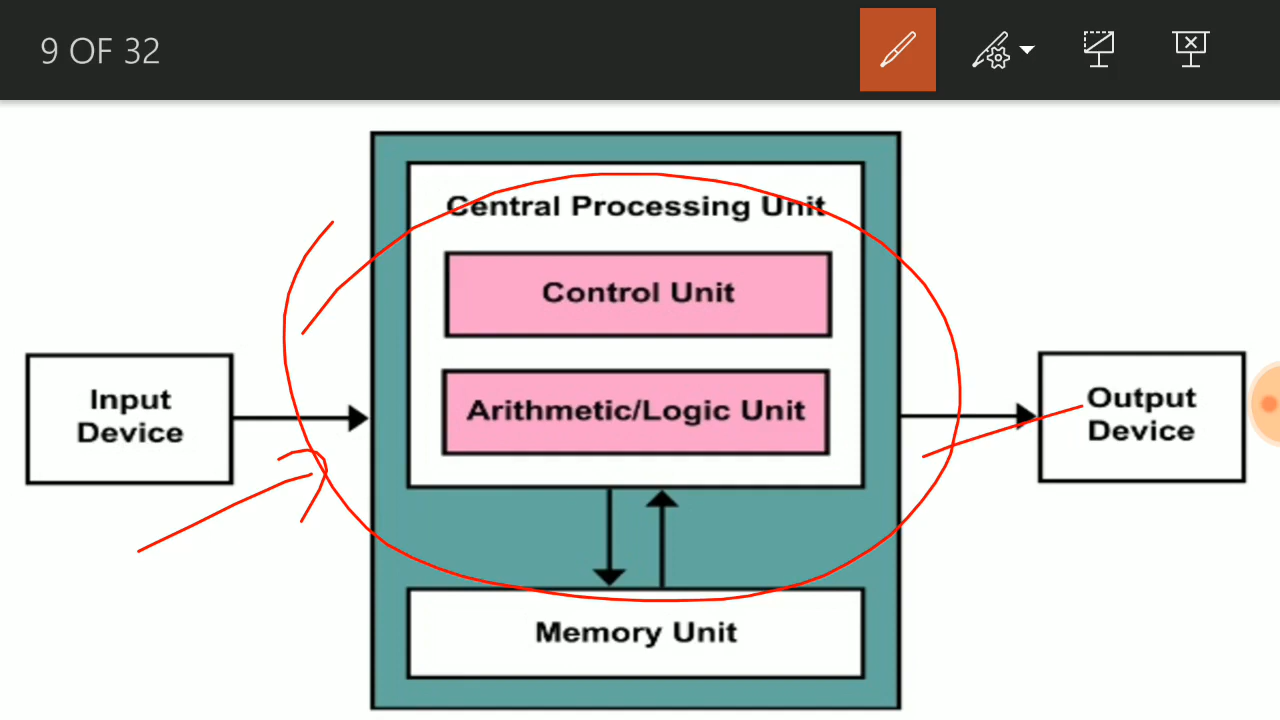 9 OF 32
Central Processing Unit
Control Unit
Arithmetic/Logic Unit
Input
Device
Output
Device
Memory Unit